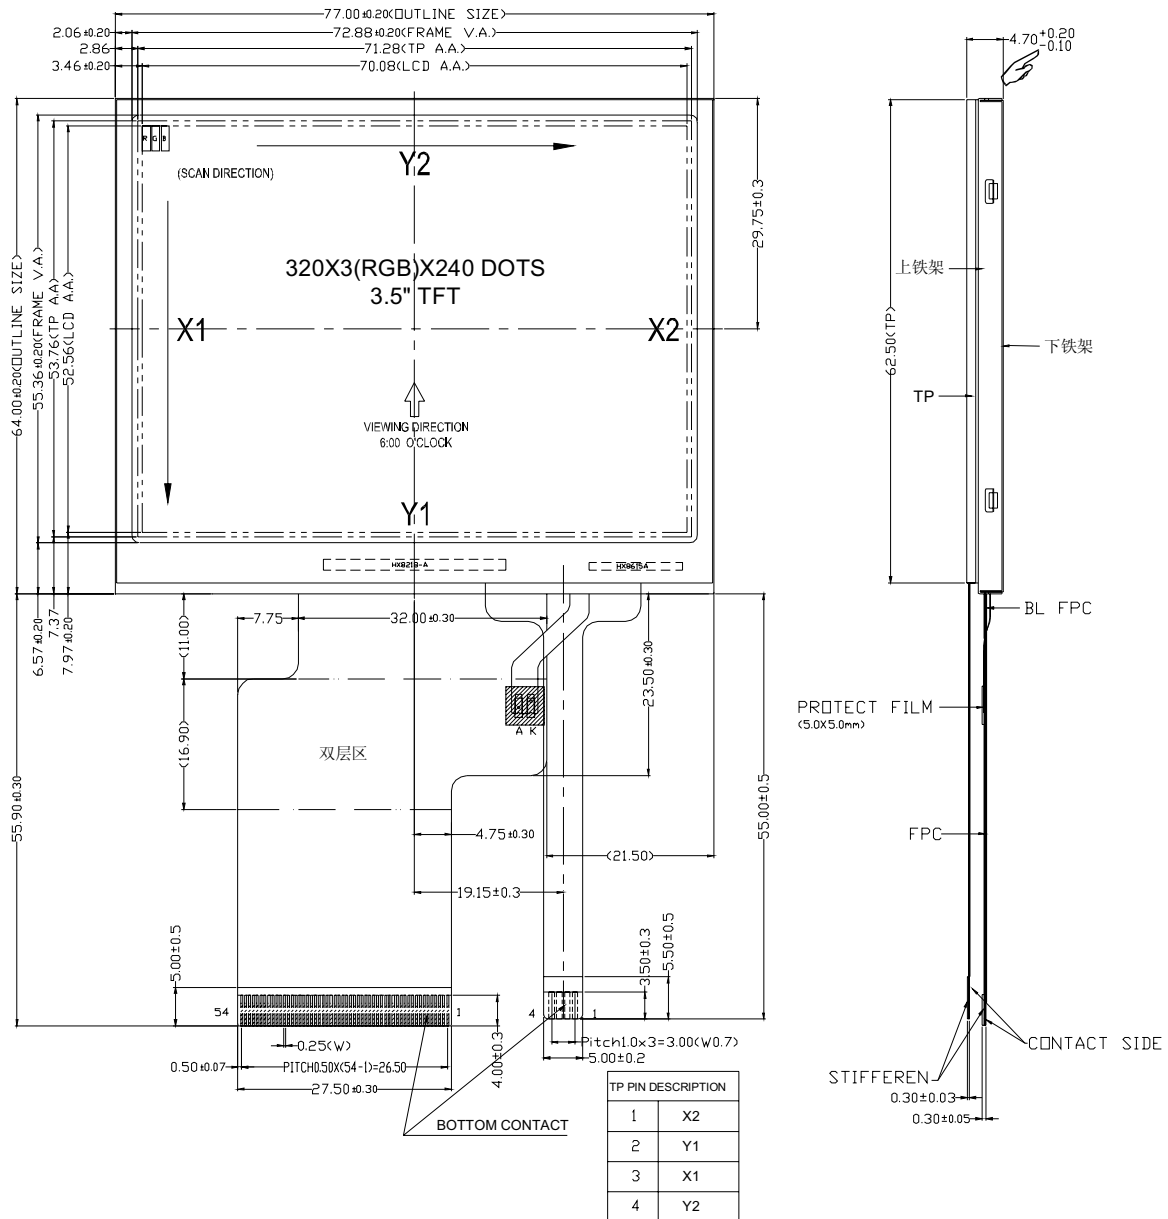 77.00±0.20(OUTLINE SIZE)
2.06±0.20
72.88±0.20(FRAME V.A.)
2.86
71.28(TP A.A.)
3.46±0.20
70.08(LCD A.A.)
4.70+0.20
-0.10
R G B
(SCAN DIRECTION)
Y2
29.75±0.3
64.00±0.20(OUTLINE SIZE)
55.36±0.20(FRAME V.A.)
53.76(TP A.A)
52.56(LCD A.A.)
320X3(RGB)X240 DOTS
3.5" TFT
X1
X2
VIEWING DIRECTION
6:00 O'CLOCK
Y1
HX8218-A
HX8615A
上铁架
62.50(TP)
下铁架
TP
BL FPC
PROTECT FILM
(5.0X5.0mm)
FPC
6.57±0.20
7.37
7.97±0.20
7.75
32.00±0.30
(11.00)
23.50±0.30
A K
(16.90)
双层区
55.90±0.30
55.00±0.5
4.75±0.30
(21.50)
19.15±0.3
5.00±0.5
3.50±0.3
5.50±0.5
54
1
4
1
0.25(W)
Pitch1.0x3=3.00(W0.7)
0.50±0.07
PITCH0.50X(54-1)=26.50
4.00±0.3
5.00±0.2
27.50±0.30
CONTACT SIDE
STIFFEREN
0.30±0.03
0.30±0.05
BOTTOM CONTACT
TP PIN DESCRIPTION
1 X2
2 Y1
3 X1
4 Y2